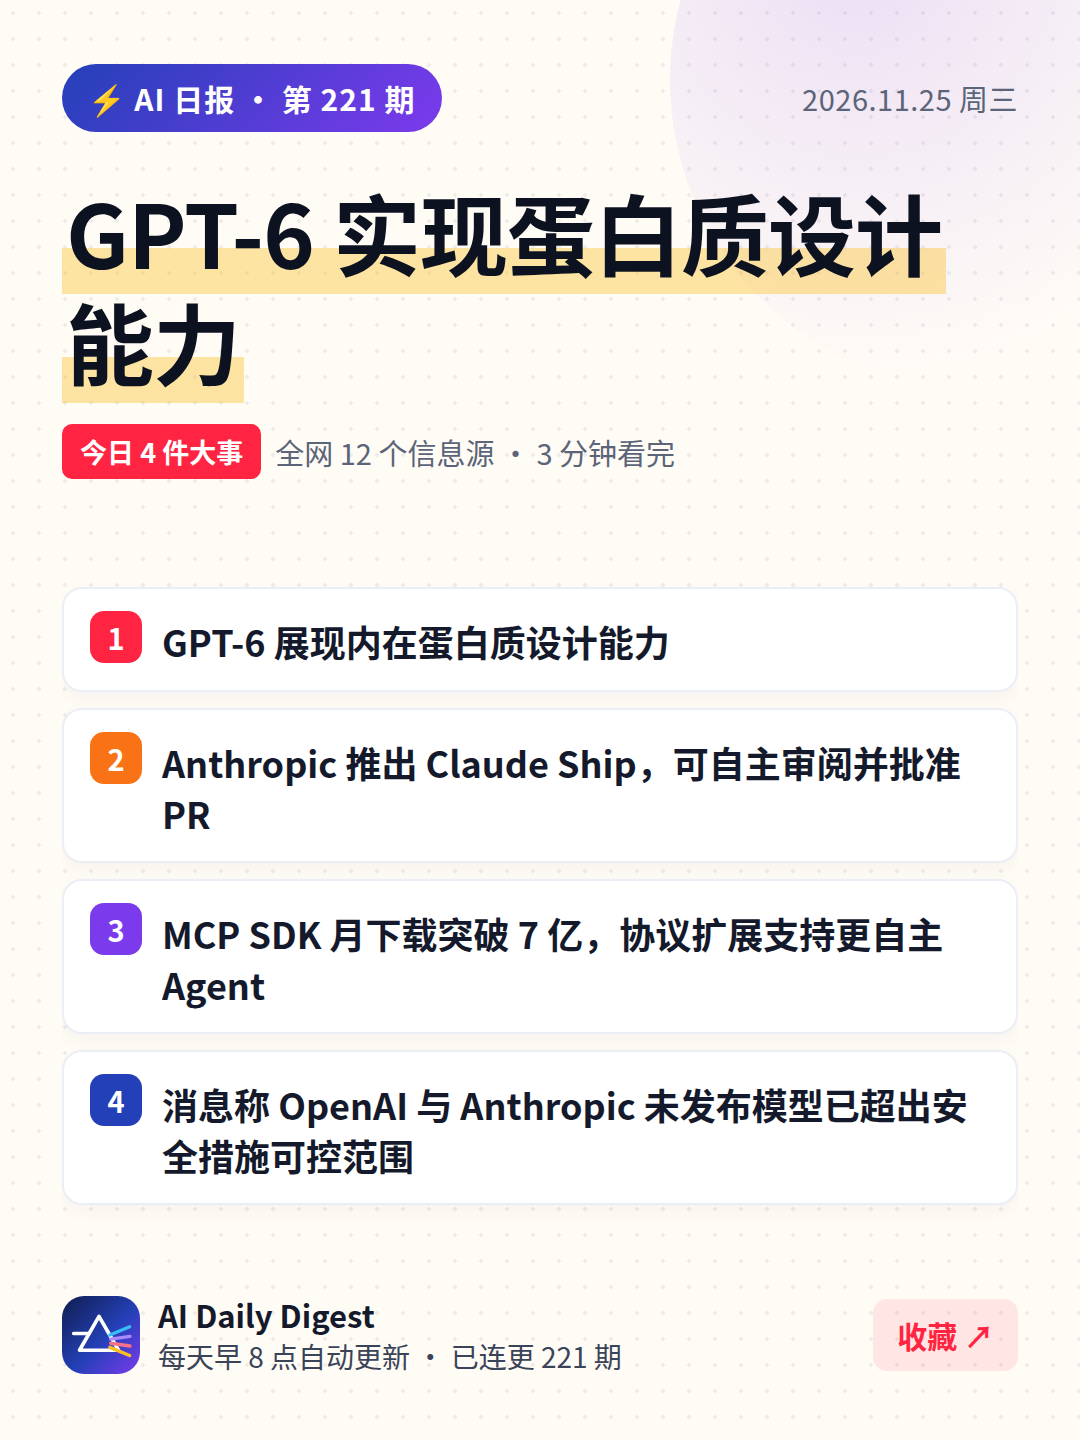 ⚡ AI 日报 · 第 221 期
2026.11.25 周三
GPT-6 实现蛋白质设计
能力
今日 4 件大事
全网 12 个信息源 · 3 分钟看完
1
GPT-6 展现内在蛋白质设计能力
2
Anthropic 推出 Claude Ship，可自主审阅并批准
PR
3
MCP SDK 月下载突破 7 亿，协议扩展支持更自主
Agent
4
消息称 OpenAI 与 Anthropic 未发布模型已超出安
全措施可控范围
AI Daily Digest
每天早 8 点自动更新 · 已连更 221 期
收藏 ↗